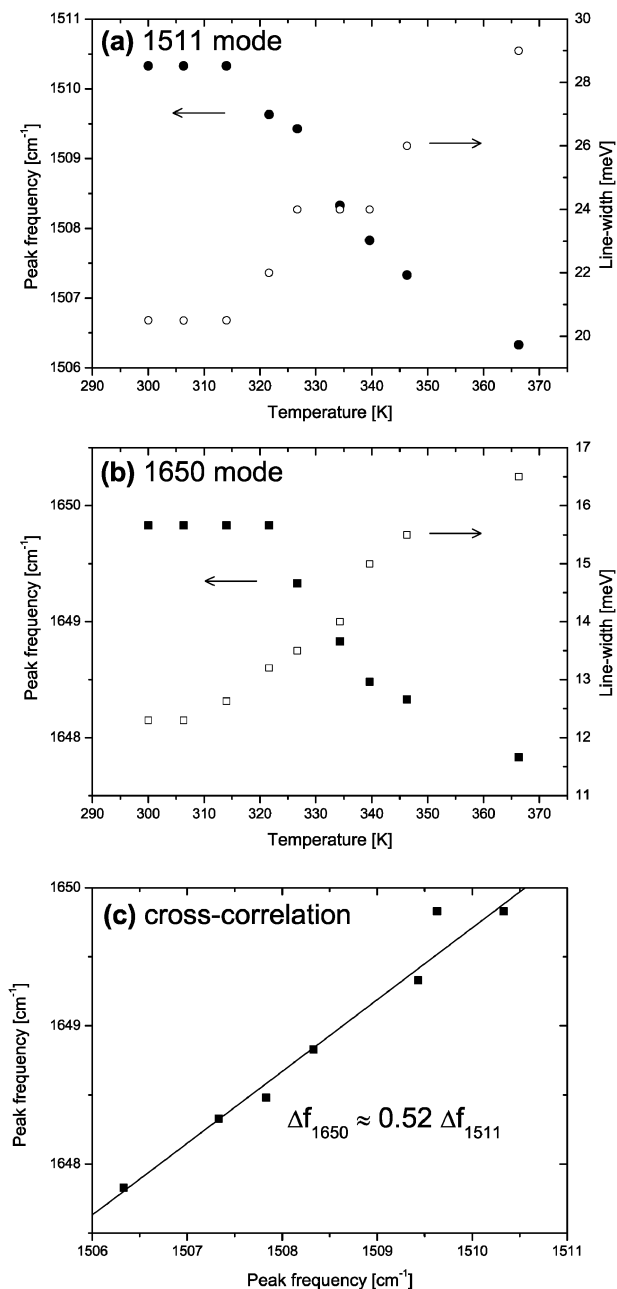 (a) 1511 mode
1511
1510
1509
1508
1507
1506
Peak frequency [cm⁻¹]
30
28
26
24
22
20
Line-width [meV]
290 300 310 320 330 340 350 360 370
Temperature [K]
(b) 1650 mode
1650
1649
1648
Peak frequency [cm⁻¹]
17
16
15
14
13
12
11
Line-width [meV]
290 300 310 320 330 340 350 360 370
Temperature [K]
(c) cross-correlation
1650
1649
1648
Peak frequency [cm⁻¹]
Δf₁₆₅₀ ≈ 0.52 Δf₁₅₁₁
1506 1507 1508 1509 1510 1511
Peak frequency [cm⁻¹]